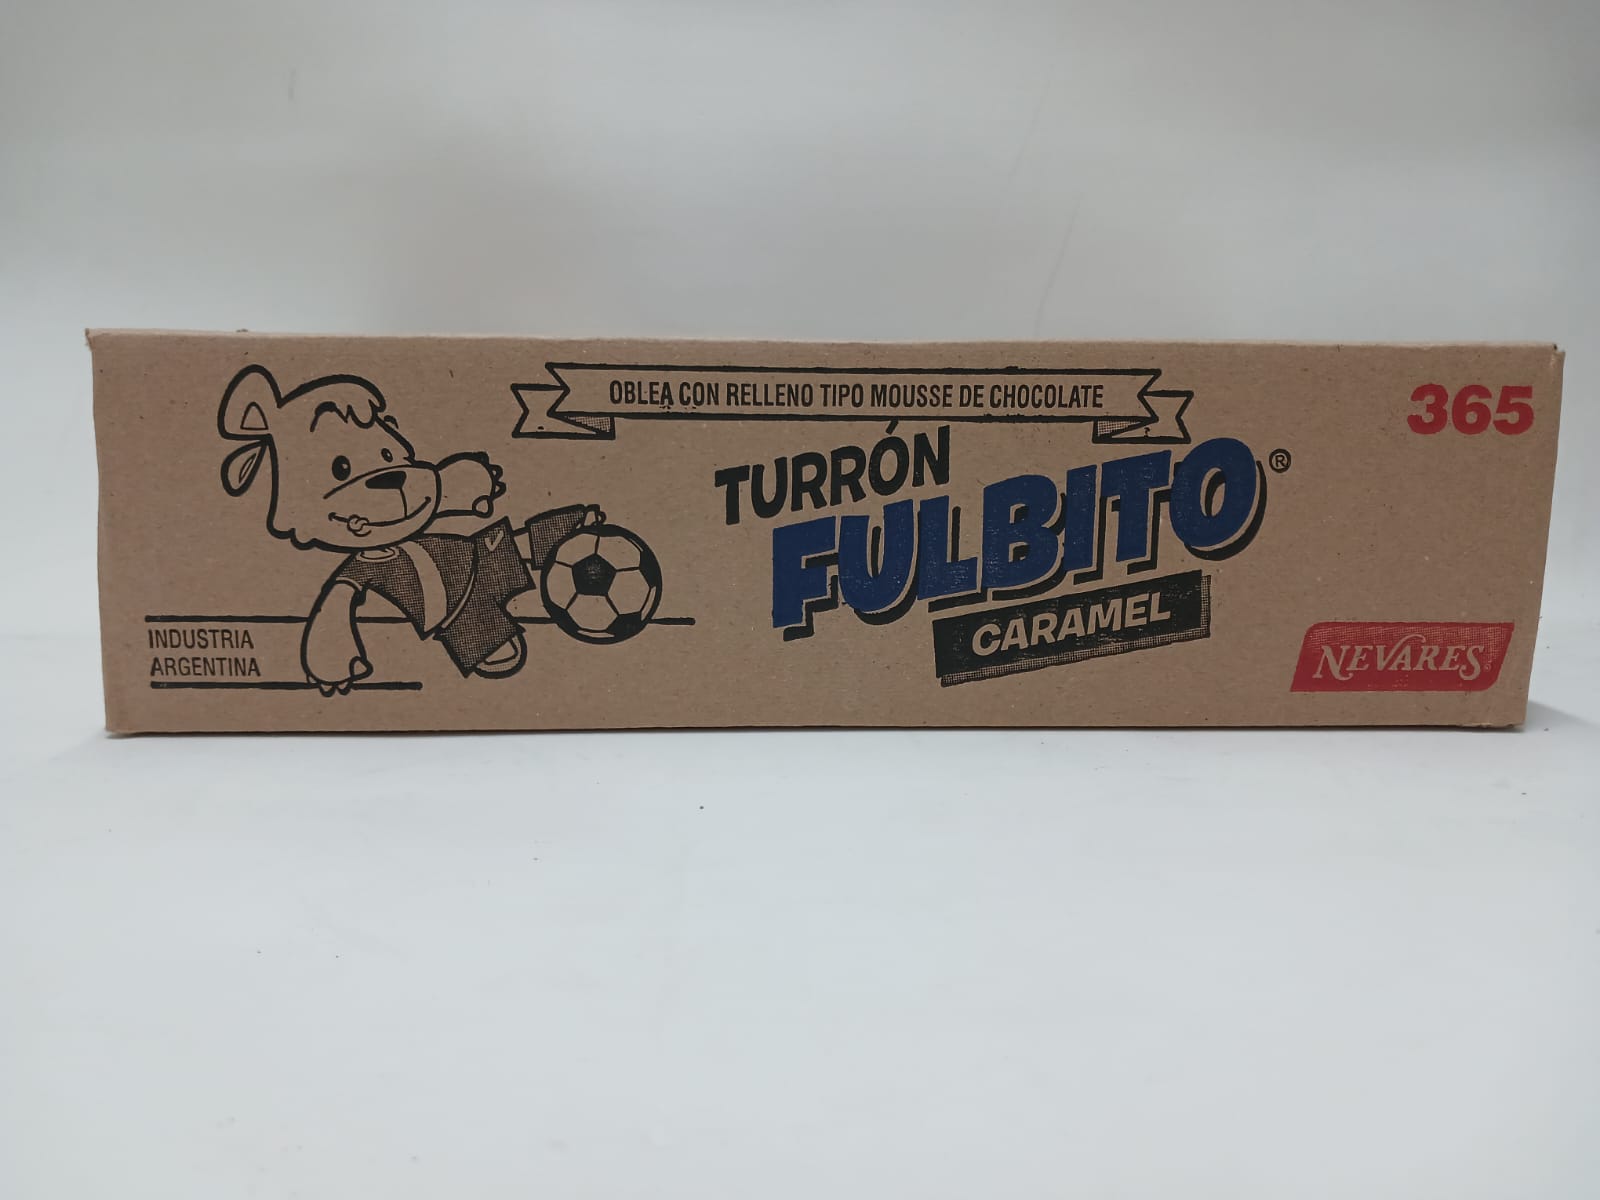 OBLEA CON RELLENO TIPO MOUSSE DE CHOCOLATE
365
TURRÓN
FULBITO®
CARAMEL
INDUSTRIA
ARGENTINA
NEVARES